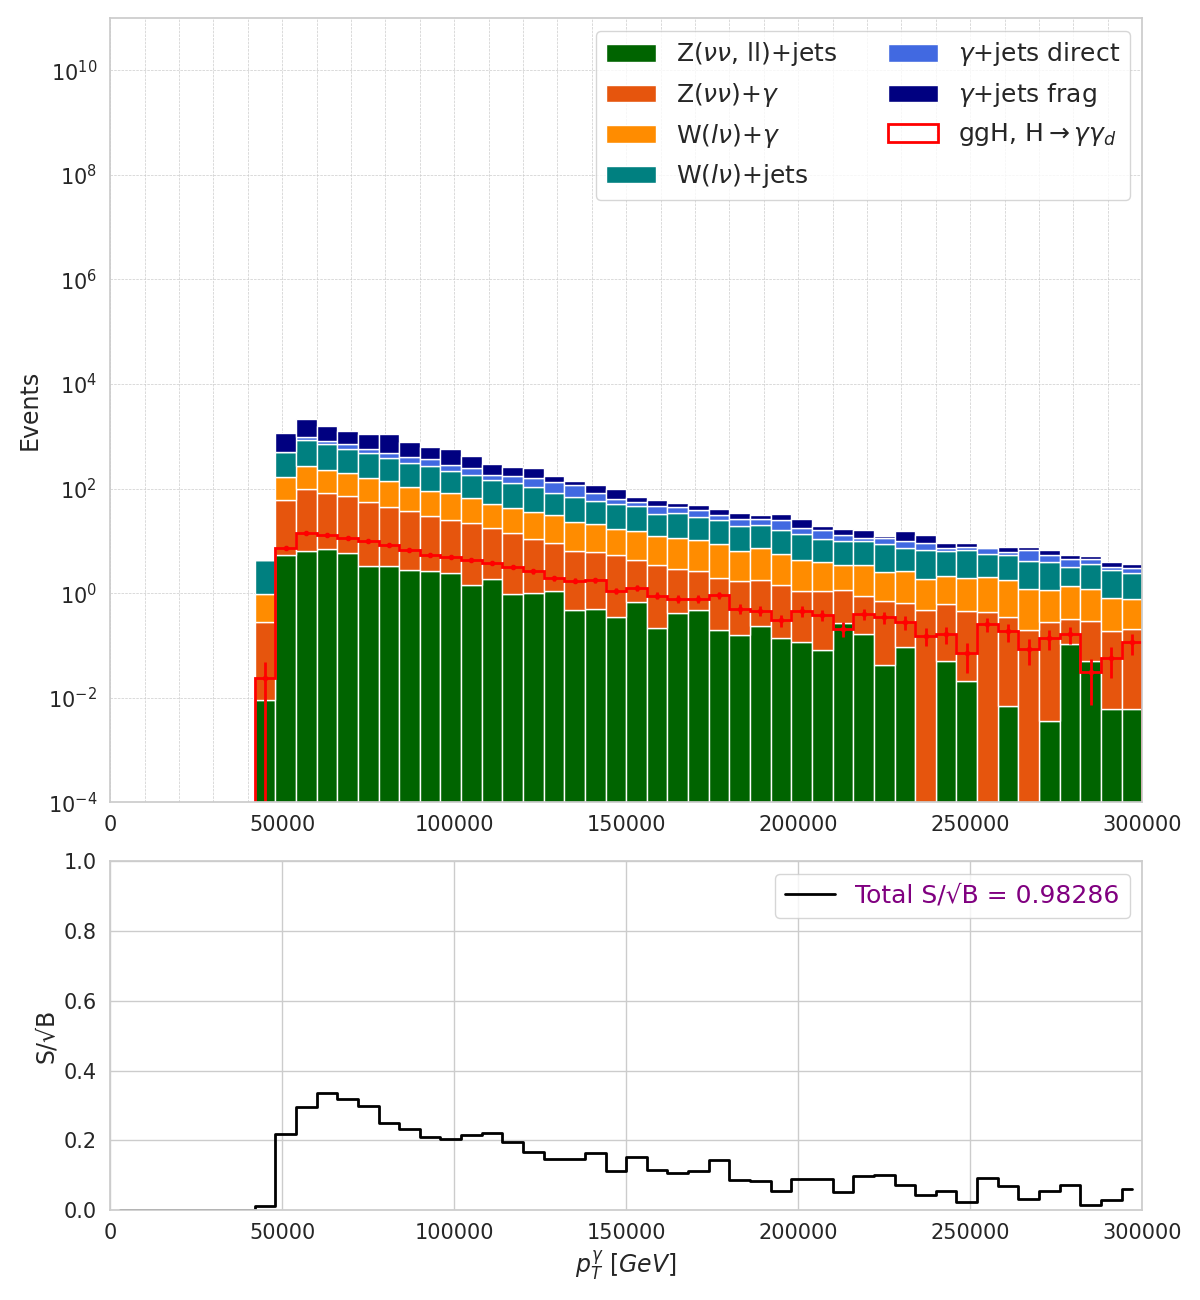 Z(νν, ll)+jets
Z(νν)+γ
W(lν)+γ
W(lν)+jets
γ+jets direct
γ+jets frag
ggH, H→γγ_d
Events
10^10
10^8
10^6
10^4
10^2
10^0
10^−2
10^−4
0 50000 100000 150000 200000 250000 300000
Total S/√B = 0.98286
S/√B
1.0
0.8
0.6
0.4
0.2
0.0
0 50000 100000 150000 200000 250000 300000
p_T^γ [GeV]